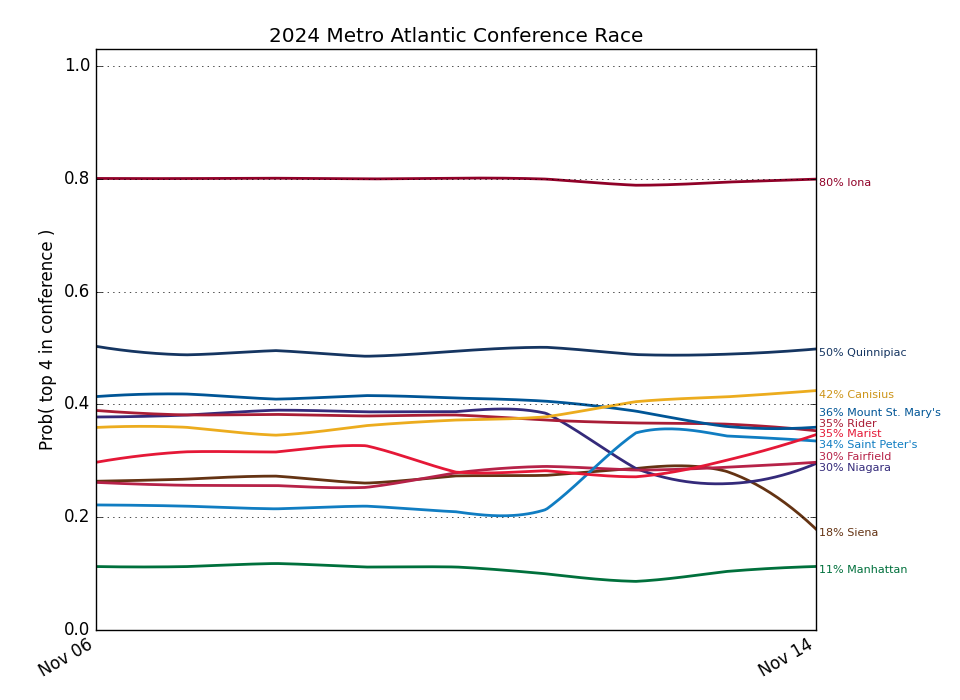 2024 Metro Atlantic Conference Race
Prob( top 4 in conference )
1.0
0.8
0.6
0.4
0.2
0.0
Nov 06
Nov 14
80% Iona
50% Quinnipiac
42% Canisius
36% Mount St. Mary's
35% Rider
35% Marist
34% Saint Peter's
30% Fairfield
30% Niagara
18% Siena
11% Manhattan